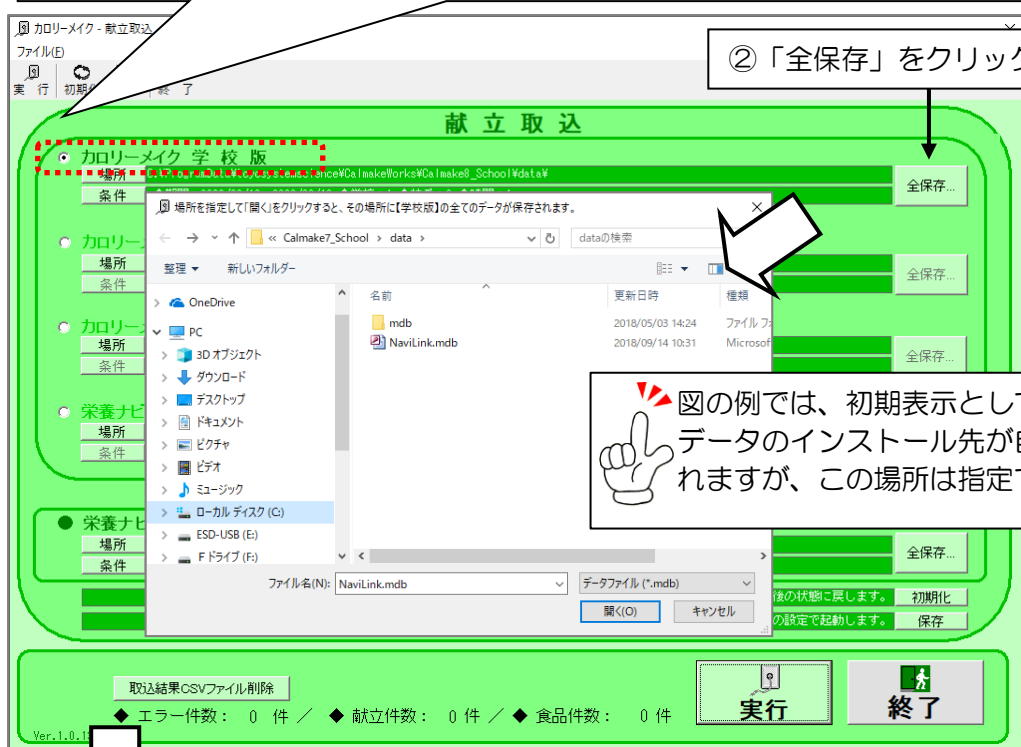 カロリーメイク - 献立取込
ファイル(F)
②「全保存」をクリック
実 行
終 了
献 立 取 込
カロリーメイク 学 校 版
場所
全保存...
条件
場所を指定して「開く」をクリックすると、その場所に【学校版】の全てのデータが保存されます。
« Calmake7_School › data ›
dataの検索
カロリー
場所
全保存...
条件
整理
新しいフォルダー
名前
更新日時
種類
OneDrive
mdb
2018/05/03 14:24
NaviLink.mdb
2018/09/14 10:31
Microsof
PC
3D オブジェクト
ダウンロード
デスクトップ
ドキュメント
ピクチャ
ビデオ
ミュージック
ローカル ディスク (C:)
ESD-USB (E:)
F ドライブ (F:)
場所
全保存...
条件
栄養ナビ
場所
条件
図の例では、初期表示として
データのインストール先が
れますが、この場所は指定
栄養ナビ
場所
全保存...
条件
ファイル名(N):
NaviLink.mdb
データファイル (*.mdb)
開く(O)
キャンセル
後の状態に戻します。
初期化
の設定で起動します。
保存
取込結果CSVファイル削除
◆ エラー件数： 0 件 ／ ◆ 献立件数： 0 件 ／ ◆ 食品件数： 0 件
実行
終了